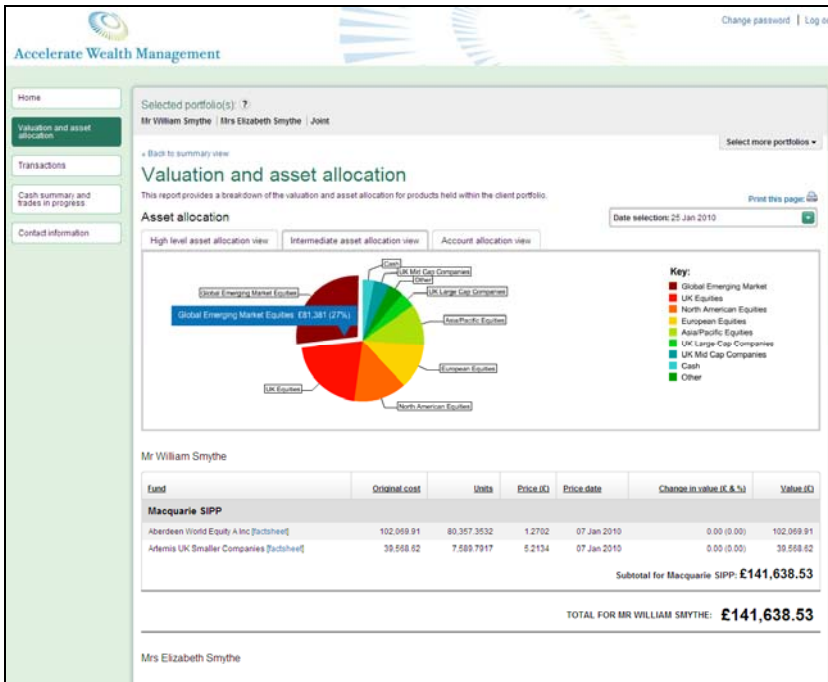 Change password | Log o
Accelerate Wealth Management
Home
Valuation and asset allocation
Transactions
Cash summary and trades in progress
Contact information
Selected portfolio(s): ?
Mr William Smythe | Mrs Elizabeth Smythe | Joint
Select more portfolios
« Back to summary view
Valuation and asset allocation
This report provides a breakdown of the valuation and asset allocation for products held within the client portfolio.
Print this page:
Asset allocation
Date selection: 25 Jan 2010
High level asset allocation view
Intermediate asset allocation view
Account allocation view
Cash
UK Mid Cap Companies
Other
UK Large Cap Companies
Global Emerging Market Equities
Global Emerging Market Equities £81,381 (27%)
Asia/Pacific Equities
European Equities
UK Equities
North American Equities
Key:
Global Emerging Market
UK Equities
North American Equities
European Equities
Asia/Pacific Equities
UK Large-Cap Companies
UK Mid Cap Companies
Cash
Other
Mr William Smythe
Fund Original cost Units Price (£) Price date Change in value (£ & %) Value (£)
Macquarie SIPP
Aberdeen World Equity A Inc [factsheet] 102,069.91 80,357.3532 1.2702 07 Jan 2010 0.00 (0.00) 102,069.91
Artemis UK Smaller Companies [factsheet] 39,568.62 7,589.7917 5.2134 07 Jan 2010 0.00 (0.00) 39,568.62
Subtotal for Macquarie SIPP: £141,638.53
TOTAL FOR MR WILLIAM SMYTHE: £141,638.53
Mrs Elizabeth Smythe